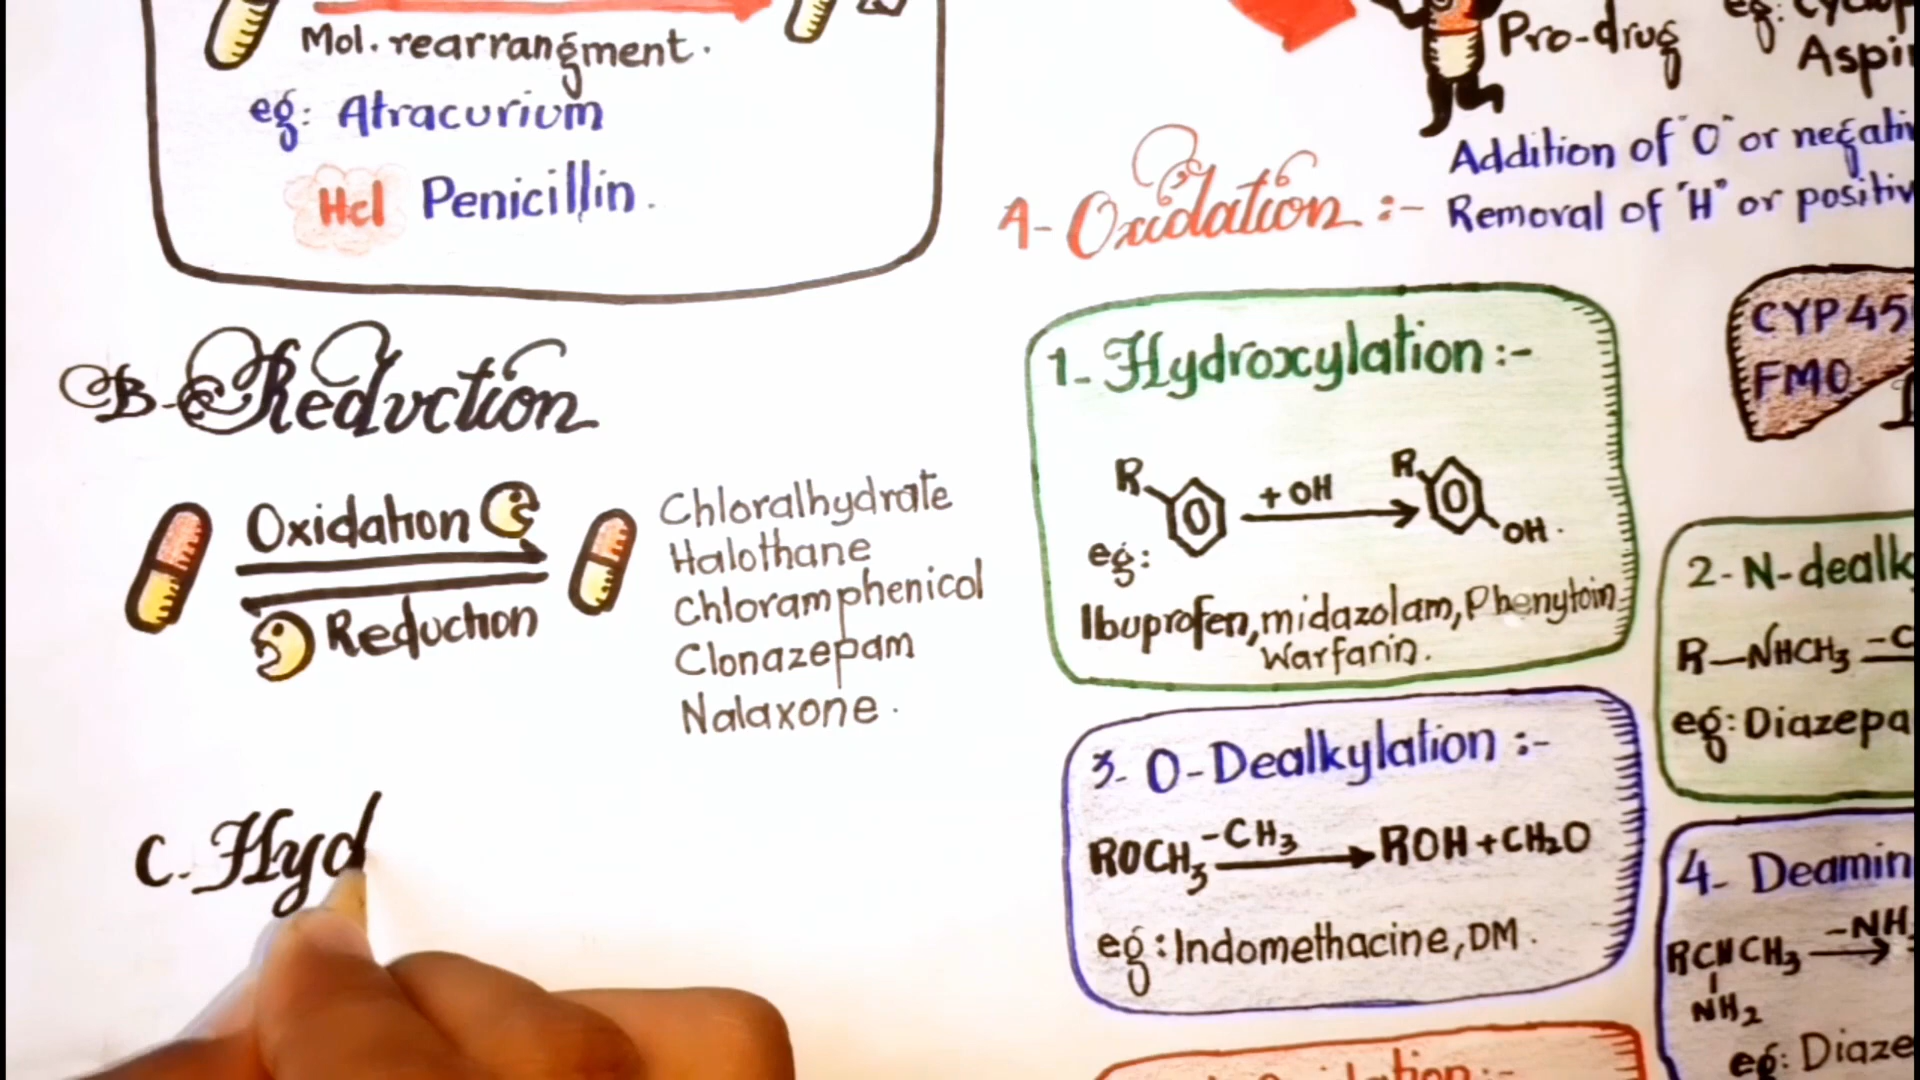 Mol. rearrangment.
eg: Atracurium
Hcl Penicillin.
B- Reduction
Oxidation
Reduction
Chloralhydrate
Halothane
Chloramphenicol
Clonazepam
Nalaxone.
C. Hyd
Pro-drug
eg:
Aspi
A- Oxidation :-
Addition of "O" or negati
Removal of "H" or positiv
1- Hydroxylation :-
R +OH R
OH.
eg:
Ibuprofen, midazolam, Phenytoin
Warfarin.
CYP45
FMO
2- N-dealk
R-NHCH3 -C
eg: Diazepa
3- O-Dealkylation :-
ROCH3 -CH3 ROH+CH2O
eg: Indomethacine, DM.
4- Deamin
RCHCH3 -NH
NH2
eg: Diaze